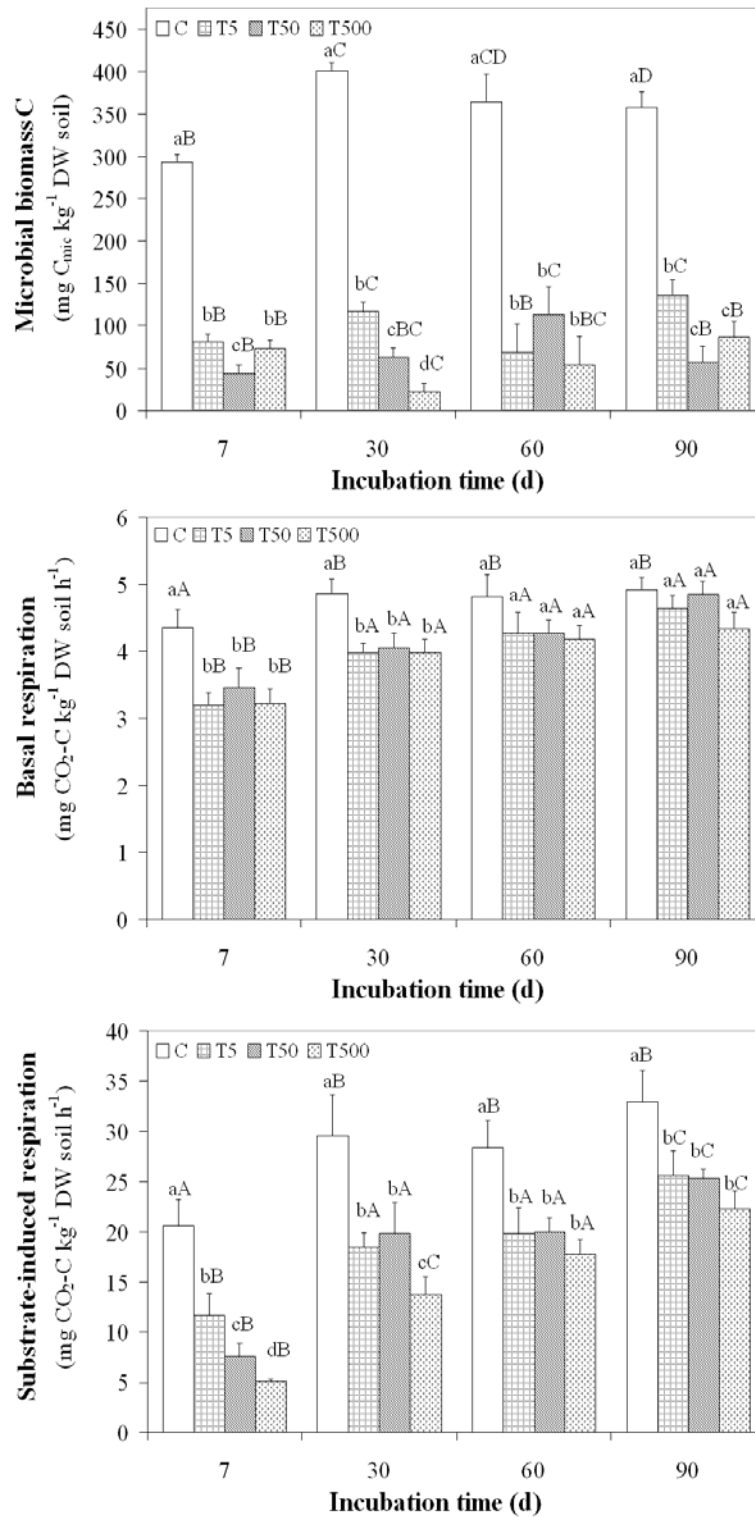 Microbial biomass C
(mg Cmic kg-1 DW soil)
450
400
350
300
250
200
150
100
50
0
C T5 T50 T500
aB bB cB bB
aC bC cBC dC
aCD bB bC bBC
aD bC cB cB
7 30 60 90
Incubation time (d)
Basal respiration
(mg CO2-C kg-1 DW soil h-1)
6
5
4
3
2
1
0
C T5 T50 T500
aA bB bB bB
aB bA bA bA
aB aA aA aA
aB aA aA aA
7 30 60 90
Incubation time (d)
Substrate-induced respiration
(mg CO2-C kg-1 DW soil h-1)
40
35
30
25
20
15
10
5
0
C T5 T50 T500
aA bB cB dB
aB bA bA cC
aB bA bA bA
aB bC bC bC
7 30 60 90
Incubation time (d)